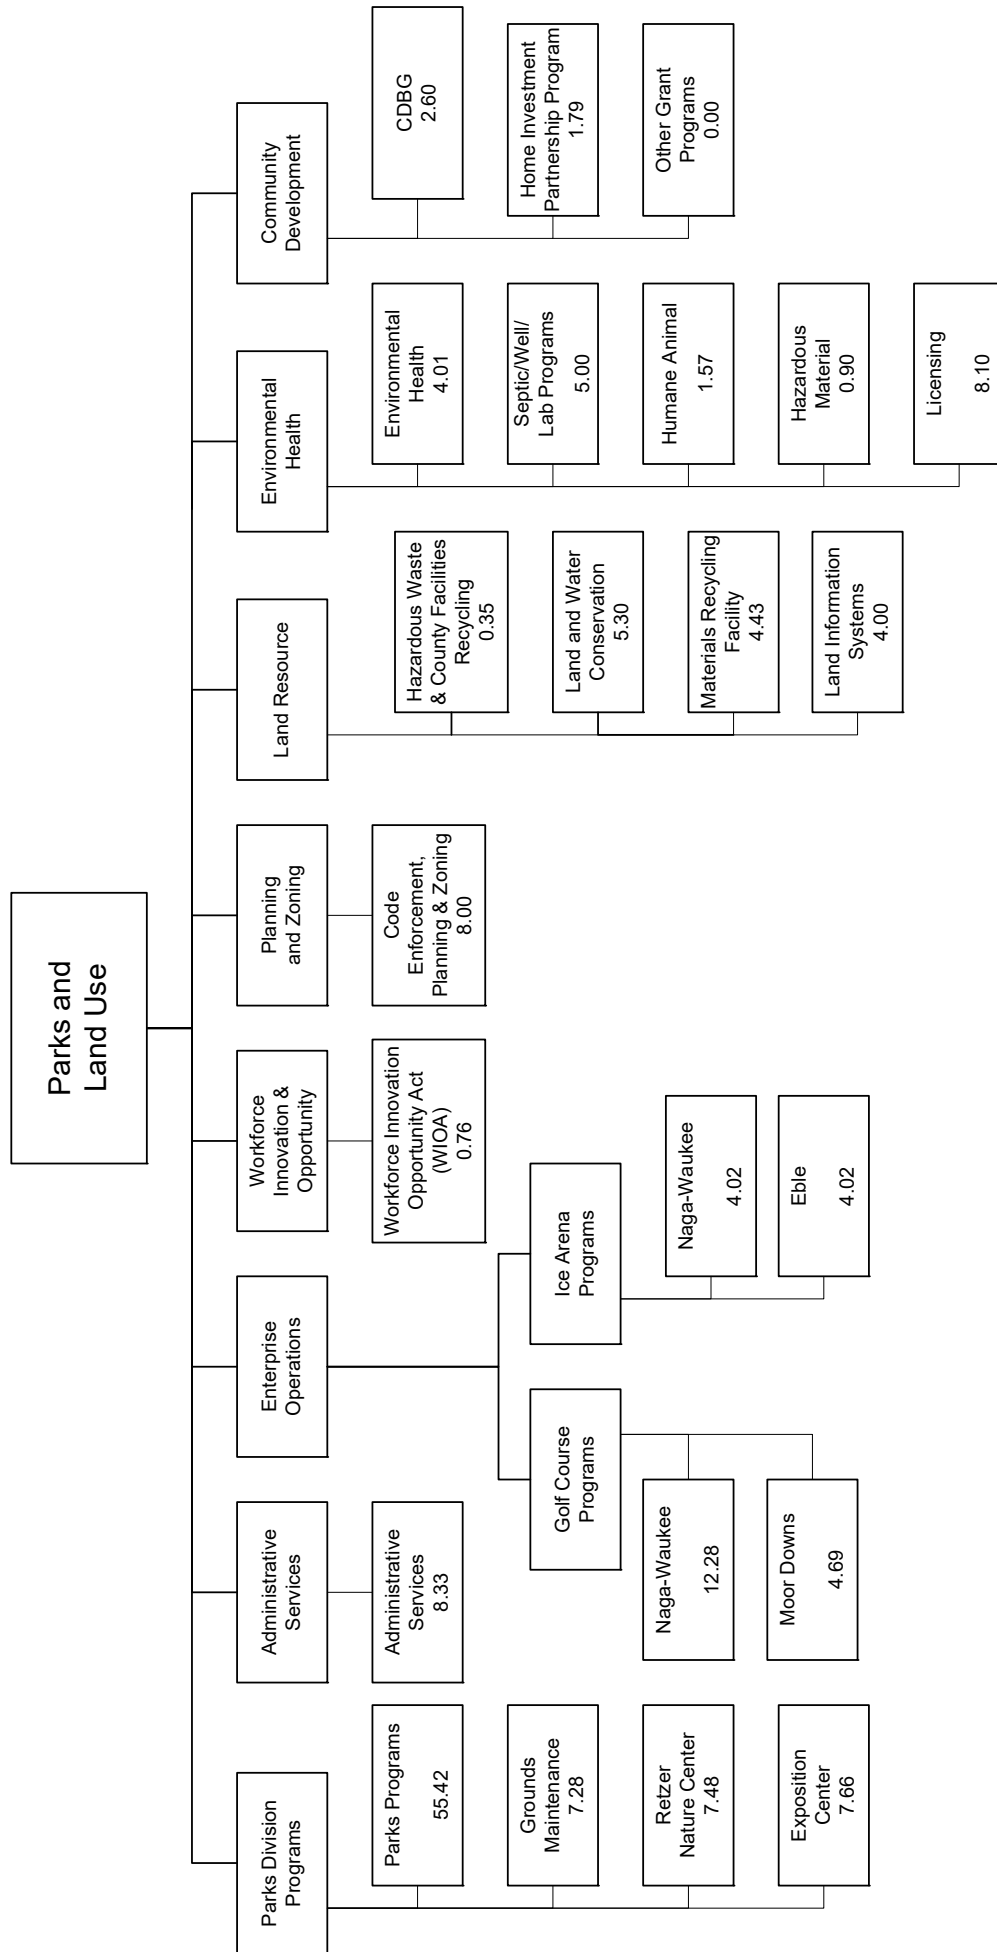 Parks and
Land Use
Parks Division
Programs
Administrative
Services
Enterprise
Operations
Workforce
Innovation &
Opportunity
Planning
and Zoning
Land Resource
Environmental
Health
Community
Development
Parks Programs
55.42
Grounds
Maintenance
7.28
Retzer
Nature Center
7.48
Exposition
Center
7.66
Administrative
Services
8.33
Golf Course
Programs
Naga-Waukee
12.28
Moor Downs
4.69
Ice Arena
Programs
Naga-Waukee
4.02
Eble
4.02
Workforce Innovation
Opportunity Act
(WIOA)
0.76
Code
Enforcement,
Planning & Zoning
8.00
Hazardous Waste
& County Facilities
Recycling
0.35
Land and Water
Conservation
5.30
Materials Recycling
Facility
4.43
Land Information
Systems
4.00
Environmental
Health
4.01
Septic/Well/
Lab Programs
5.00
Humane Animal
1.57
Hazardous
Material
0.90
Licensing
8.10
CDBG
2.60
Home Investment
Partnership Program
1.79
Other Grant
Programs
0.00